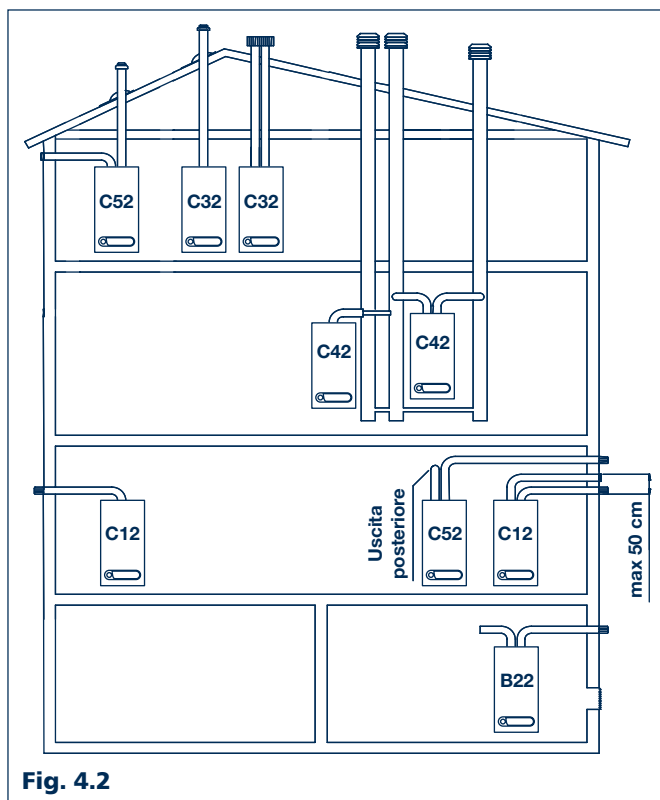 C52
C32
C32
C42
C42
C12
Uscita
posteriore
C52
C12
max 50 cm
B22
Fig. 4.2